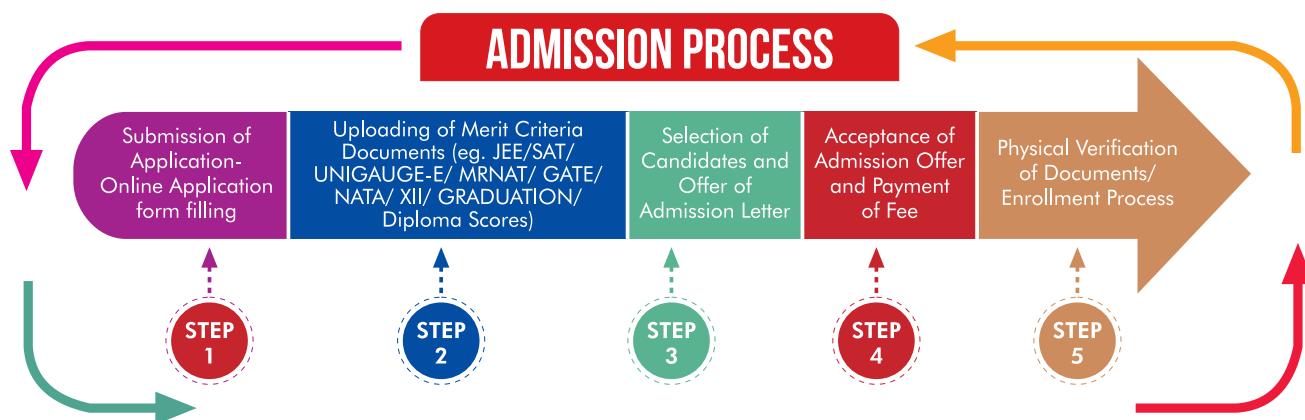 ADMISSION PROCESS
Submission of
Application-
Online Application
form filling
Uploading of Merit Criteria
Documents (eg. JEE/SAT/
UNIGAUGE-E/ MRNAT/ GATE/
NATA/ XII/ GRADUATION/
Diploma Scores)
Selection of
Candidates and
Offer of
Admission Letter
Acceptance of
Admission Offer
and Payment
of Fee
Physical Verification
of Documents/
Enrollment Process
STEP
1
STEP
2
STEP
3
STEP
4
STEP
5